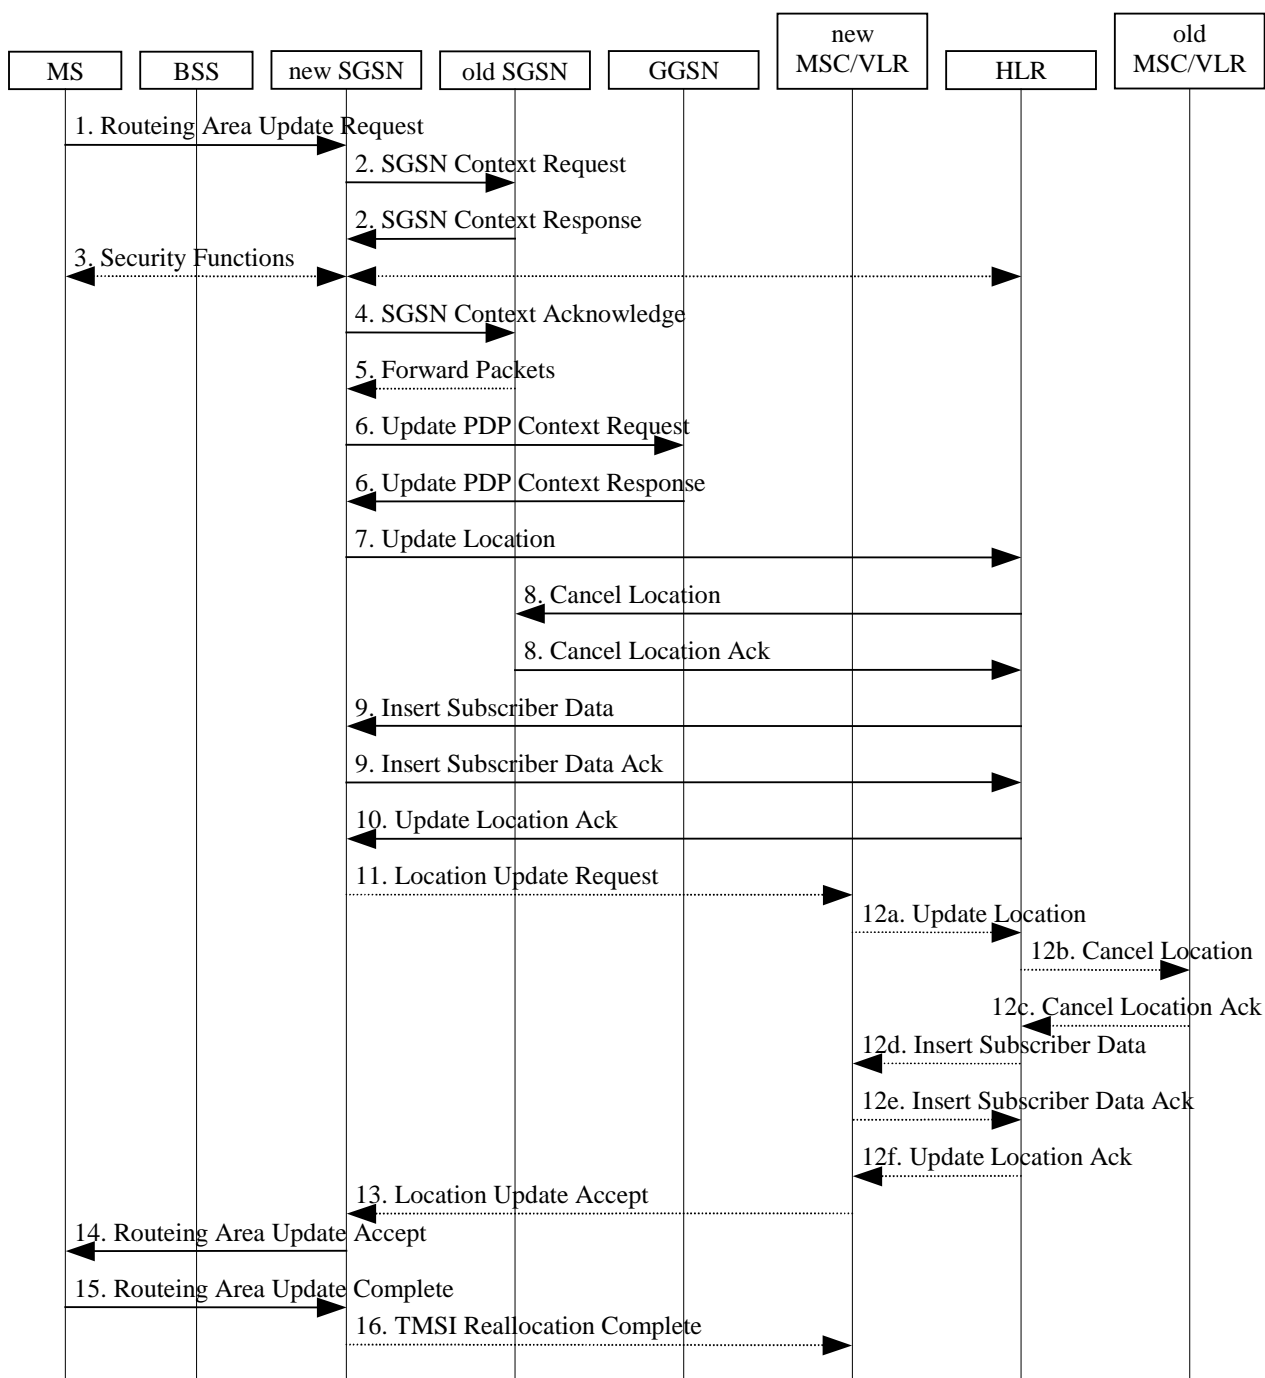 new
MSC/VLR
old
MSC/VLR
MS
BSS
new SGSN
old SGSN
GGSN
HLR
1. Routeing Area Update Request
2. SGSN Context Request
2. SGSN Context Response
3. Security Functions
4. SGSN Context Acknowledge
5. Forward Packets
6. Update PDP Context Request
6. Update PDP Context Response
7. Update Location
8. Cancel Location
8. Cancel Location Ack
9. Insert Subscriber Data
9. Insert Subscriber Data Ack
10. Update Location Ack
11. Location Update Request
12a. Update Location
12b. Cancel Location
12c. Cancel Location Ack
12d. Insert Subscriber Data
12e. Insert Subscriber Data Ack
12f. Update Location Ack
13. Location Update Accept
14. Routeing Area Update Accept
15. Routeing Area Update Complete
16. TMSI Reallocation Complete